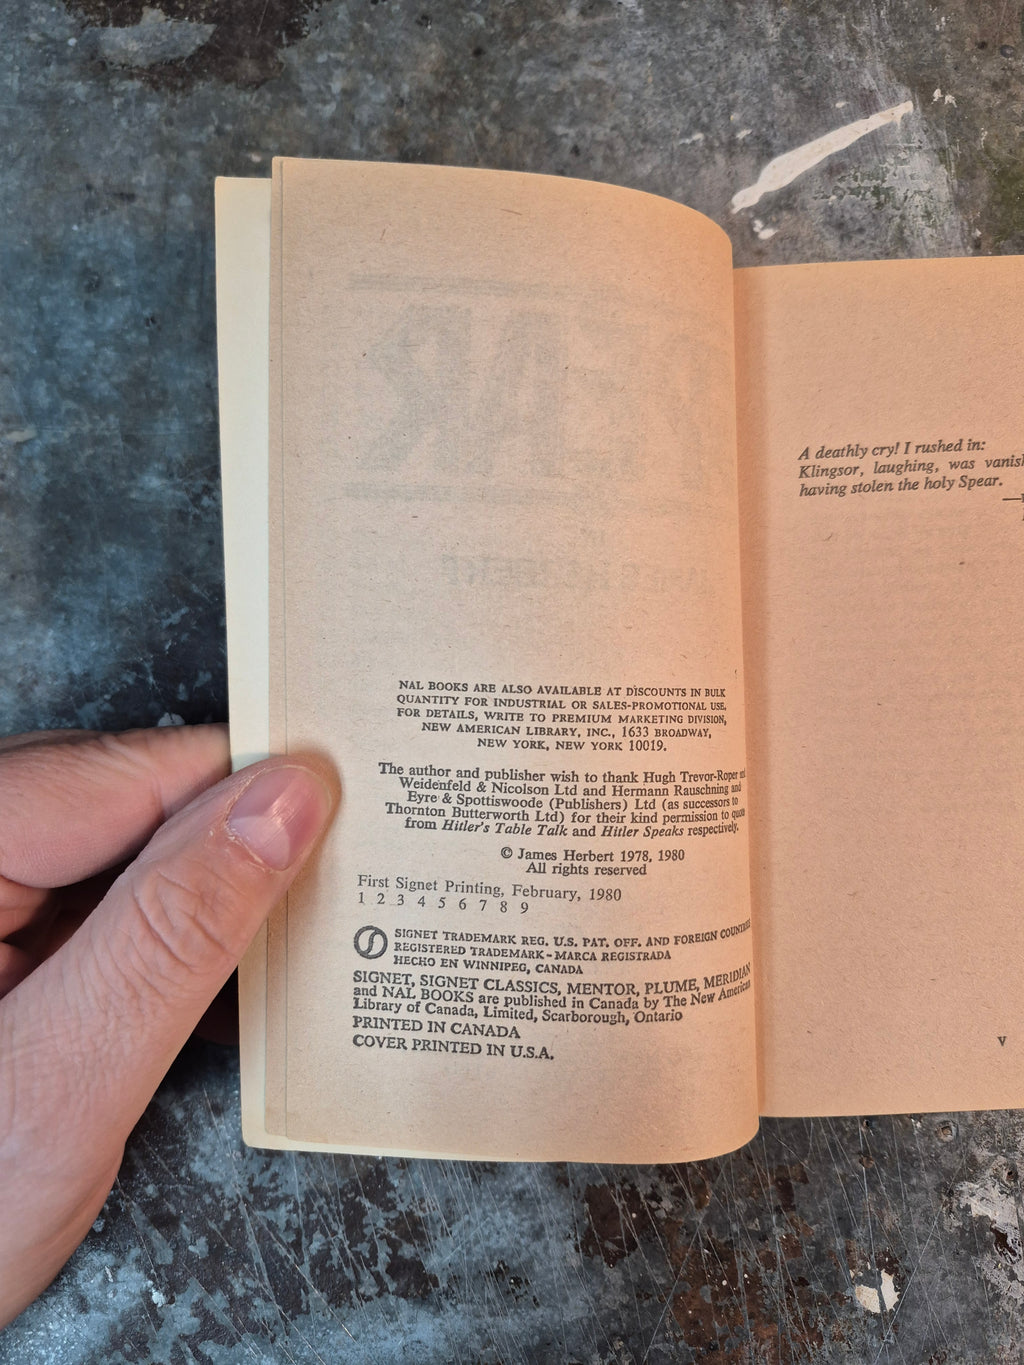 NAL BOOKS ARE ALSO AVAILABLE AT DISCOUNTS IN BULK
QUANTITY FOR INDUSTRIAL OR SALES-PROMOTIONAL USE.
FOR DETAILS, WRITE TO PREMIUM MARKETING DIVISION,
NEW AMERICAN LIBRARY, INC., 1633 BROADWAY,
NEW YORK, NEW YORK 10019.
The author and publisher wish to thank Hugh Trevor-Roper and
Weidenfeld & Nicolson Ltd and Hermann Rauschning and
Eyre & Spottiswoode (Publishers) Ltd (as successors to
Thornton Butterworth Ltd) for their kind permission to quote
from Hitler's Table Talk and Hitler Speaks respectively.
© James Herbert 1978, 1980
All rights reserved
First Signet Printing, February, 1980
1 2 3 4 5 6 7 8 9
SIGNET TRADEMARK REG. U.S. PAT. OFF. AND FOREIGN COUNTRIES
REGISTERED TRADEMARK - MARCA REGISTRADA
HECHO EN WINNIPEG, CANADA
SIGNET, SIGNET CLASSICS, MENTOR, PLUME, MERIDIAN
and NAL BOOKS are published in Canada by The New American
Library of Canada, Limited, Scarborough, Ontario
PRINTED IN CANADA
COVER PRINTED IN U.S.A.
A deathly cry! I rushed in:
Klingsor, laughing, was vanish
having stolen the holy Spear.
V